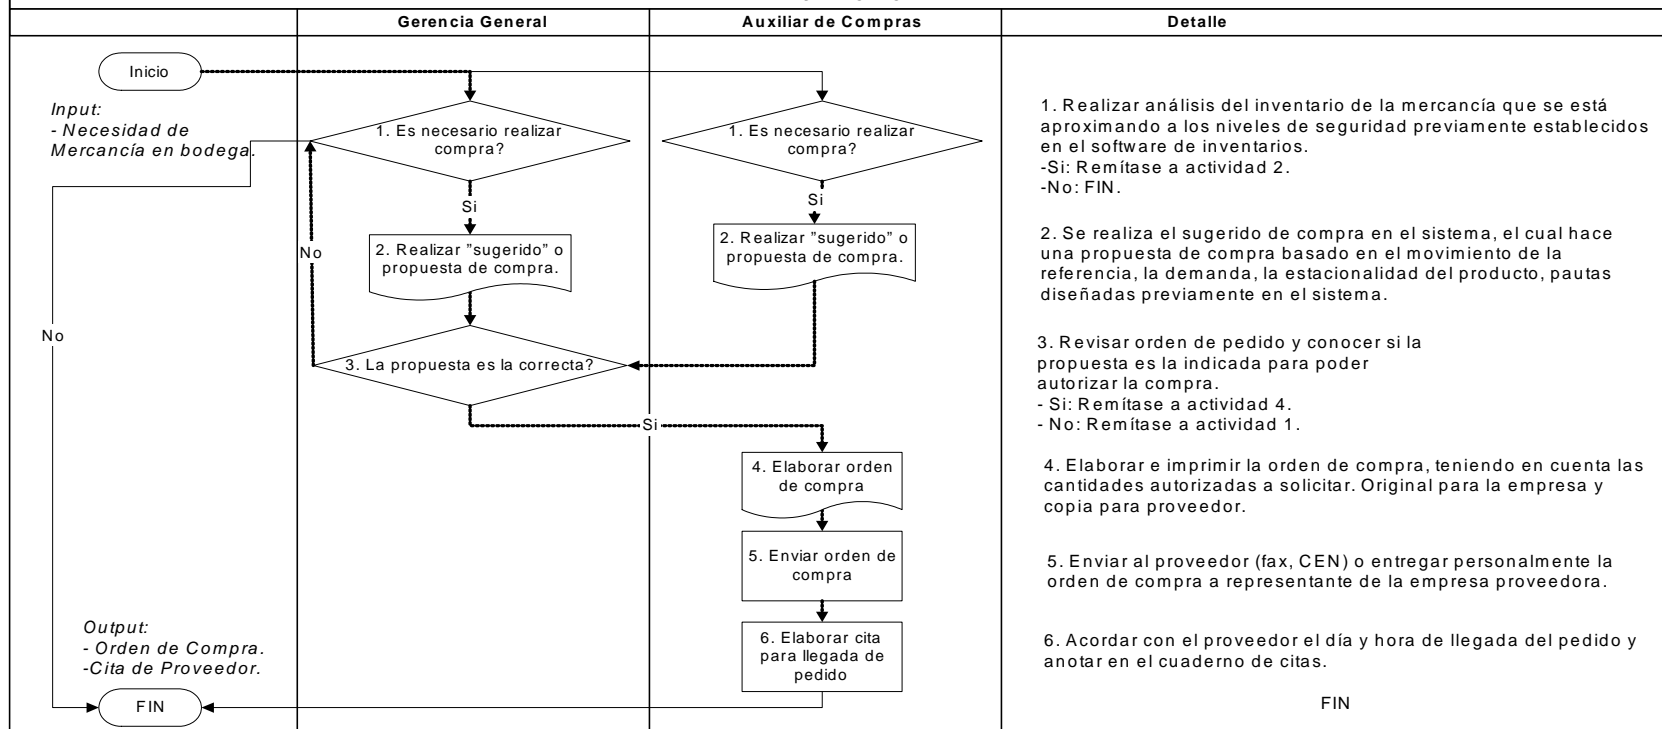 Gerencia General
Auxiliar de Compras
Detalle
Inicio
Input:
- Necesidad de
Mercancía en bodega.
1. Es necesario realizar
compra?
1. Es necesario realizar
compra?
Si
Si
2. Realizar ”sugerido” o
propuesta de compra.
2. Realizar ”sugerido” o
propuesta de compra.
No
No
3. La propuesta es la correcta?
Si
4. Elaborar orden
de compra
5. Enviar orden de
compra
6. Elaborar cita
para llegada de
pedido
Output:
- Orden de Compra.
-Cita de Proveedor.
FIN
1. Realizar análisis del inventario de la mercancía que se está
aproximando a los niveles de seguridad previamente establecidos
en el software de inventarios.
-Si: Remítase a actividad 2.
-No: FIN.
2. Se realiza el sugerido de compra en el sistema, el cual hace
una propuesta de compra basado en el movimiento de la
referencia, la demanda, la estacionalidad del producto, pautas
diseñadas previamente en el sistema.
3. Revisar orden de pedido y conocer si la
propuesta es la indicada para poder
autorizar la compra.
- Si: Remítase a actividad 4.
- No: Remítase a actividad 1.
4. Elaborar e imprimir la orden de compra, teniendo en cuenta las
cantidades autorizadas a solicitar. Original para la empresa y
copia para proveedor.
5. Enviar al proveedor (fax, CEN) o entregar personalmente la
orden de compra a representante de la empresa proveedora.
6. Acordar con el proveedor el día y hora de llegada del pedido y
anotar en el cuaderno de citas.
FIN